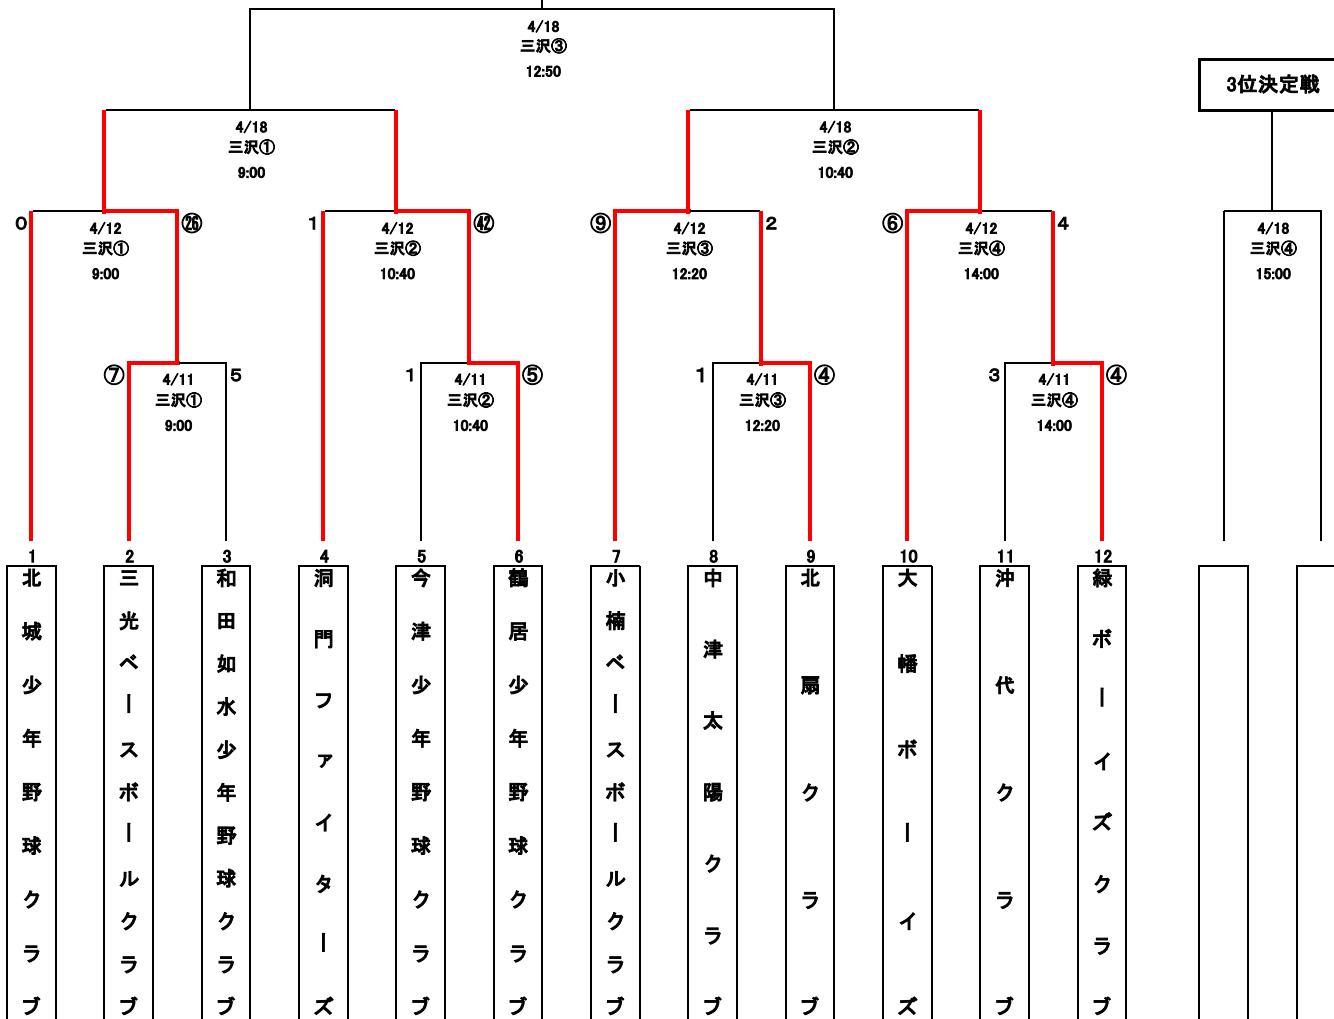 4/18
三沢③
12:50
3位決定戦
4/18
三沢①
9:00
4/18
三沢②
10:40
0
4/12
三沢①
9:00
㉖
1
4/12
三沢②
10:40
㊷
⑨
4/12
三沢③
12:20
2
⑥
4/12
三沢④
14:00
4
4/18
三沢④
15:00
⑦
4/11
三沢①
9:00
5
1
4/11
三沢②
10:40
⑤
1
4/11
三沢③
12:20
④
3
4/11
三沢④
14:00
④
1
北城少年野球クラブ
2
三光ベースボールクラブ
3
和田如水少年野球クラブ
4
洞門ファイターズ
5
今津少年野球クラブ
6
鶴居少年野球クラブ
7
小楠ベースボールクラブ
8
中津太陽クラブ
9
北扇クラブ
10
大幡ボーイズ
11
沖代クラブ
12
緑ボーイズクラブ